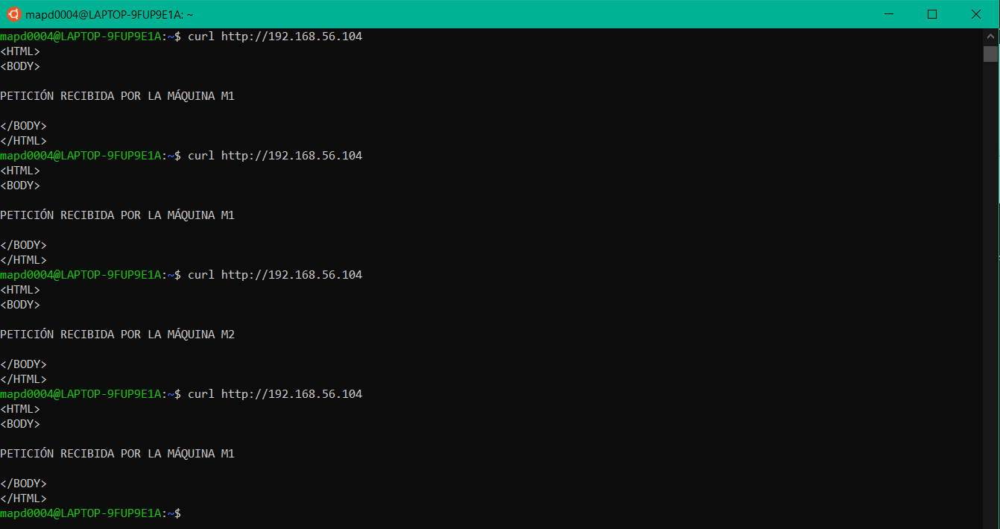 mapd0004@LAPTOP-9FUP9E1A: ~
mapd0004@LAPTOP-9FUP9E1A:~$ curl http://192.168.56.104
<HTML>
<BODY>
PETICIÓN RECIBIDA POR LA MÁQUINA M1
</BODY>
</HTML>
mapd0004@LAPTOP-9FUP9E1A:~$ curl http://192.168.56.104
<HTML>
<BODY>
PETICIÓN RECIBIDA POR LA MÁQUINA M1
</BODY>
</HTML>
mapd0004@LAPTOP-9FUP9E1A:~$ curl http://192.168.56.104
<HTML>
<BODY>
PETICIÓN RECIBIDA POR LA MÁQUINA M2
</BODY>
</HTML>
mapd0004@LAPTOP-9FUP9E1A:~$ curl http://192.168.56.104
<HTML>
<BODY>
PETICIÓN RECIBIDA POR LA MÁQUINA M1
</BODY>
</HTML>
mapd0004@LAPTOP-9FUP9E1A:~$